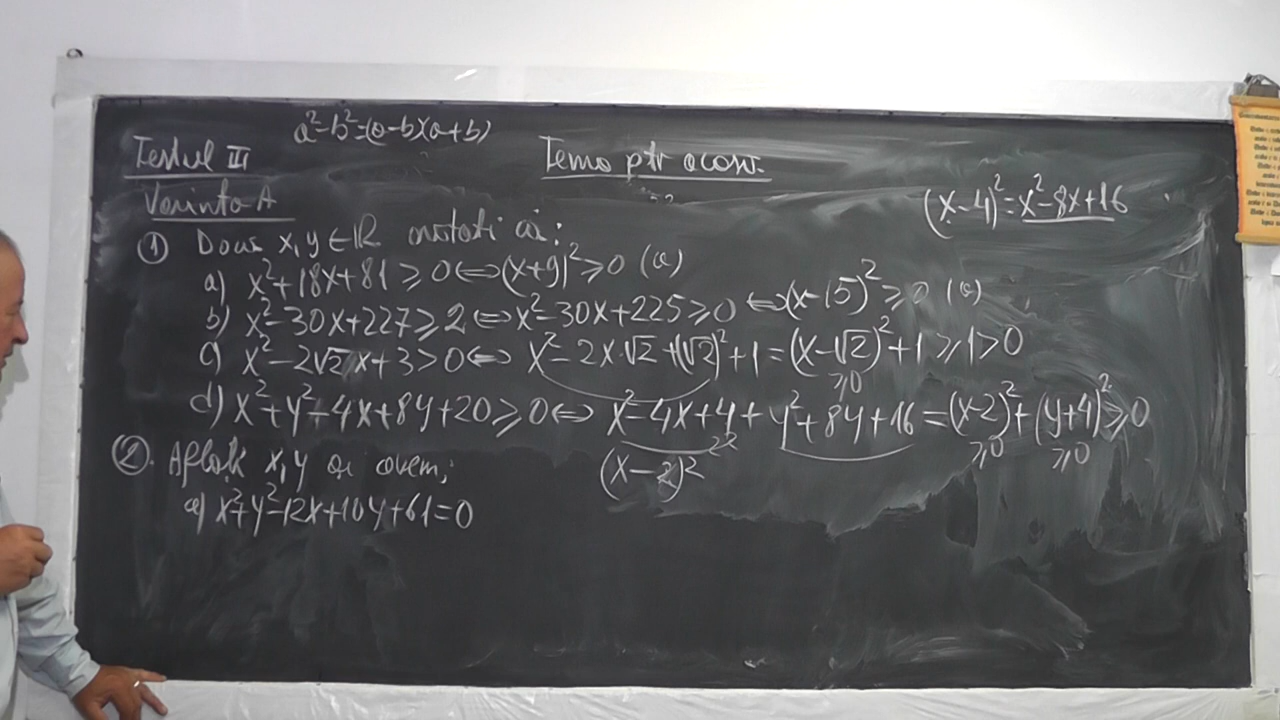 a²-b²=(a-b)(a+b)
Testul III
Tema ptr acasă.
Varianta A
(x-4)²=x²-8x+16
① Dacă x,y∈ℝ arătați că:
a) x²+18x+81⩾0⇔(x+9)²⩾0 (a)
b) x²-30x+227⩾2⇔x²-30x+225⩾0 ⇔(x-15)²⩾0 (a)
c) x²-2√2x+3>0⇔ x²-2x·√2+(√2)²+1=(x-√2)²+1⩾1>0
⩾0
d) x²+y²-4x+8y+20⩾0⇔ x²-4x+4+y²+8y+16=(x-2)²+(y+4)²⩾0
2²
⩾0 ⩾0
(x-2)²
②. Aflați x,y dc avem:
a) x²+y²-12x+10y+61=0